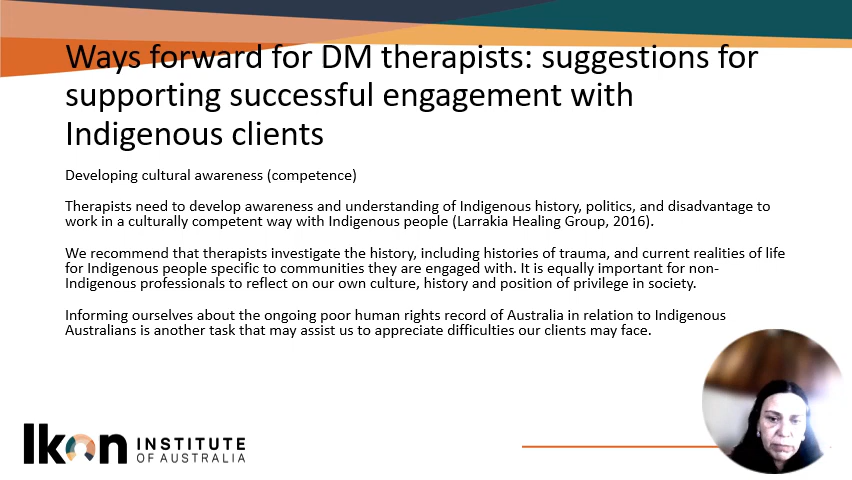 Ways forward for DM therapists: suggestions for
supporting successful engagement with
Indigenous clients
Developing cultural awareness (competence)
Therapists need to develop awareness and understanding of Indigenous history, politics, and disadvantage to
work in a culturally competent way with Indigenous people (Larrakia Healing Group, 2016).
We recommend that therapists investigate the history, including histories of trauma, and current realities of life
for Indigenous people specific to communities they are engaged with. It is equally important for non-
Indigenous professionals to reflect on our own culture, history and position of privilege in society.
Informing ourselves about the ongoing poor human rights record of Australia in relation to Indigenous
Australians is another task that may assist us to appreciate difficulties our clients may face.
Ikon INSTITUTE
OF AUSTRALIA